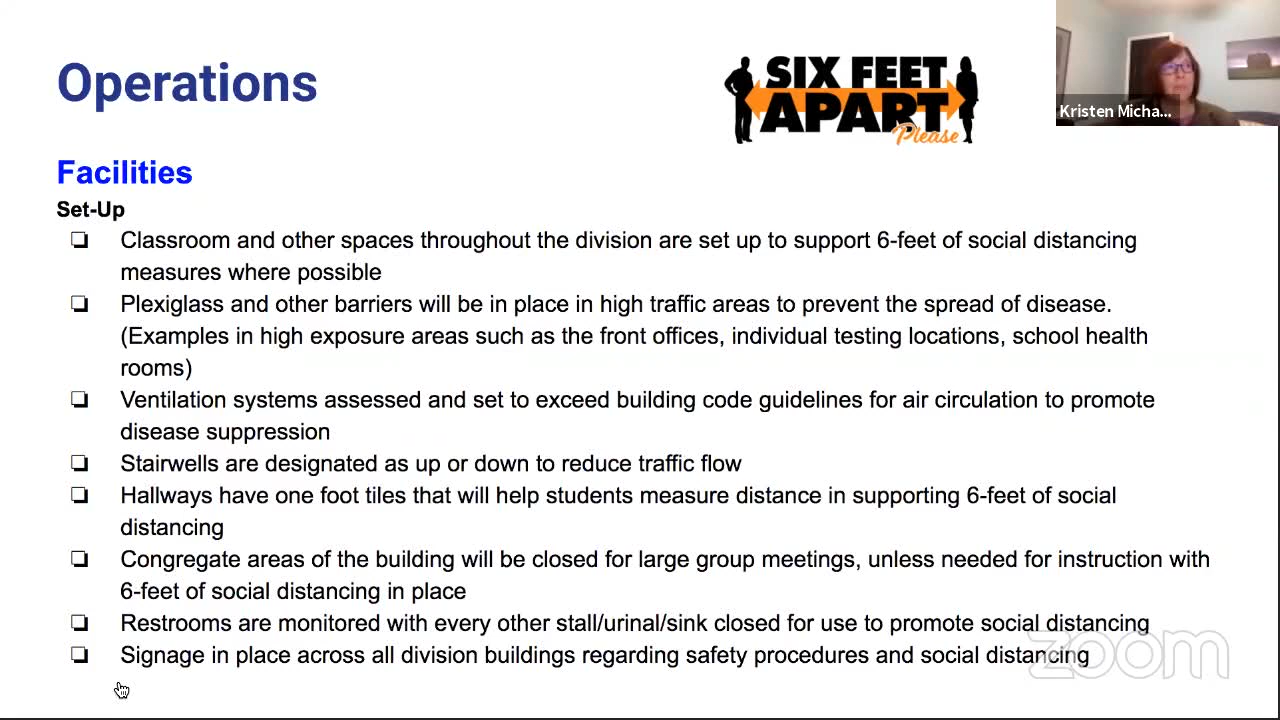 Operations
SIX FEET
APART
Please
Kristen Micha...
Facilities
Set-Up
❏ Classroom and other spaces throughout the division are set up to support 6-feet of social distancing
measures where possible
❏ Plexiglass and other barriers will be in place in high traffic areas to prevent the spread of disease.
(Examples in high exposure areas such as the front offices, individual testing locations, school health
rooms)
❏ Ventilation systems assessed and set to exceed building code guidelines for air circulation to promote
disease suppression
❏ Stairwells are designated as up or down to reduce traffic flow
❏ Hallways have one foot tiles that will help students measure distance in supporting 6-feet of social
distancing
❏ Congregate areas of the building will be closed for large group meetings, unless needed for instruction with
6-feet of social distancing in place
❏ Restrooms are monitored with every other stall/urinal/sink closed for use to promote social distancing
❏ Signage in place across all division buildings regarding safety procedures and social distancing
zoom